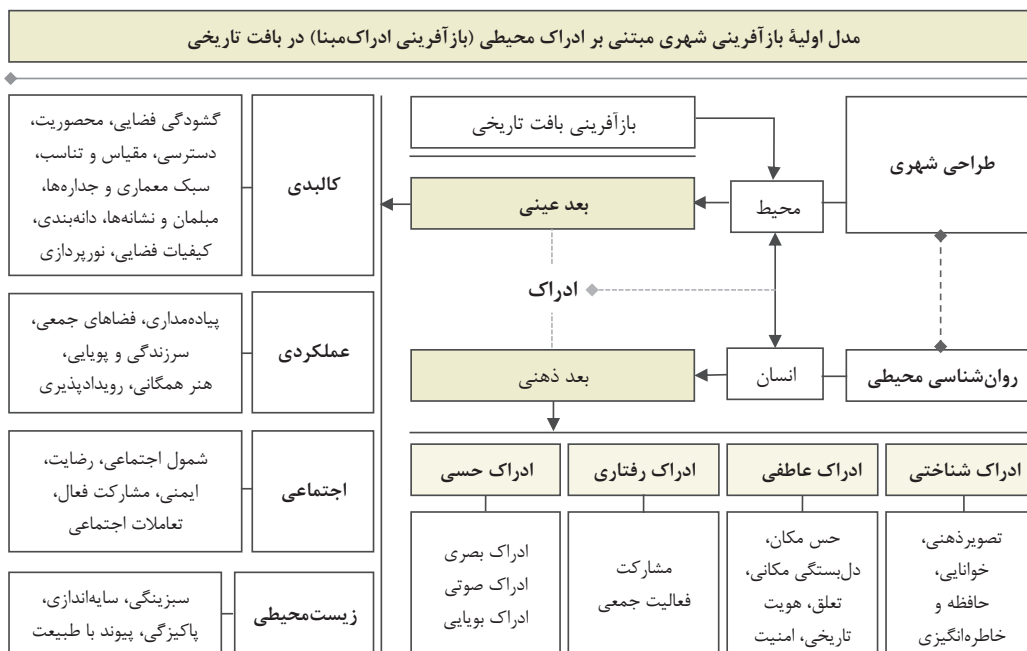 مدل اولیۀ بازآفرینی شهری مبتنی بر ادراک محیطی (بازآفرینی ادراک‌مبنا) در بافت تاریخی
طراحی شهری
روان‌شناسی محیطی
بازآفرینی بافت تاریخی
محیط
بعد عینی
ادراک
انسان
بعد ذهنی
ادراک شناختی
تصویرذهنی،
خوانایی،
حافظه و
خاطره‌انگیزی
ادراک عاطفی
حس مکان،
دل‌بستگی مکانی،
تعلق، هویت
تاریخی، امنیت
ادراک رفتاری
مشارکت
فعالیت جمعی
ادراک حسی
ادراک بصری
ادراک صوتی
ادراک بویایی
کالبدی
گشودگی فضایی، محصوریت،
دسترسی، مقیاس و تناسب،
سبک معماری و جداره‌ها،
مبلمان و نشانه‌ها، دانه‌بندی،
کیفیات فضایی، نورپردازی
عملکردی
پیاده‌مداری، فضاهای جمعی،
سرزندگی و پویایی،
هنر همگانی، رویدادپذیری
اجتماعی
شمول اجتماعی، رضایت،
ایمنی، مشارکت فعال،
تعاملات اجتماعی
زیست‌محیطی
سبزینگی، سایه‌اندازی،
پاکیزگی، پیوند با طبیعت